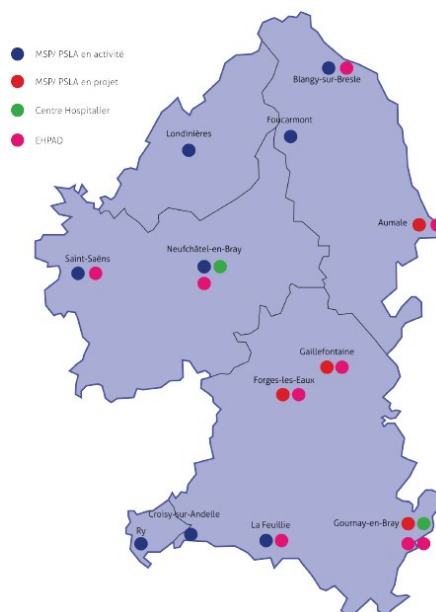 MSP/ PSLA en activité
MSP/ PSLA en projet
Centre Hospitalier
EHPAD
Blangy-sur-Bresle
Foucarmont
Londinières
Aumale
Neufchâtel-en-Bray
Saint-Saëns
Gaillefontaine
Forges-les-Eaux
Croisy-sur-Andelle
Ry
La Feuillie
Gournay-en-Bray